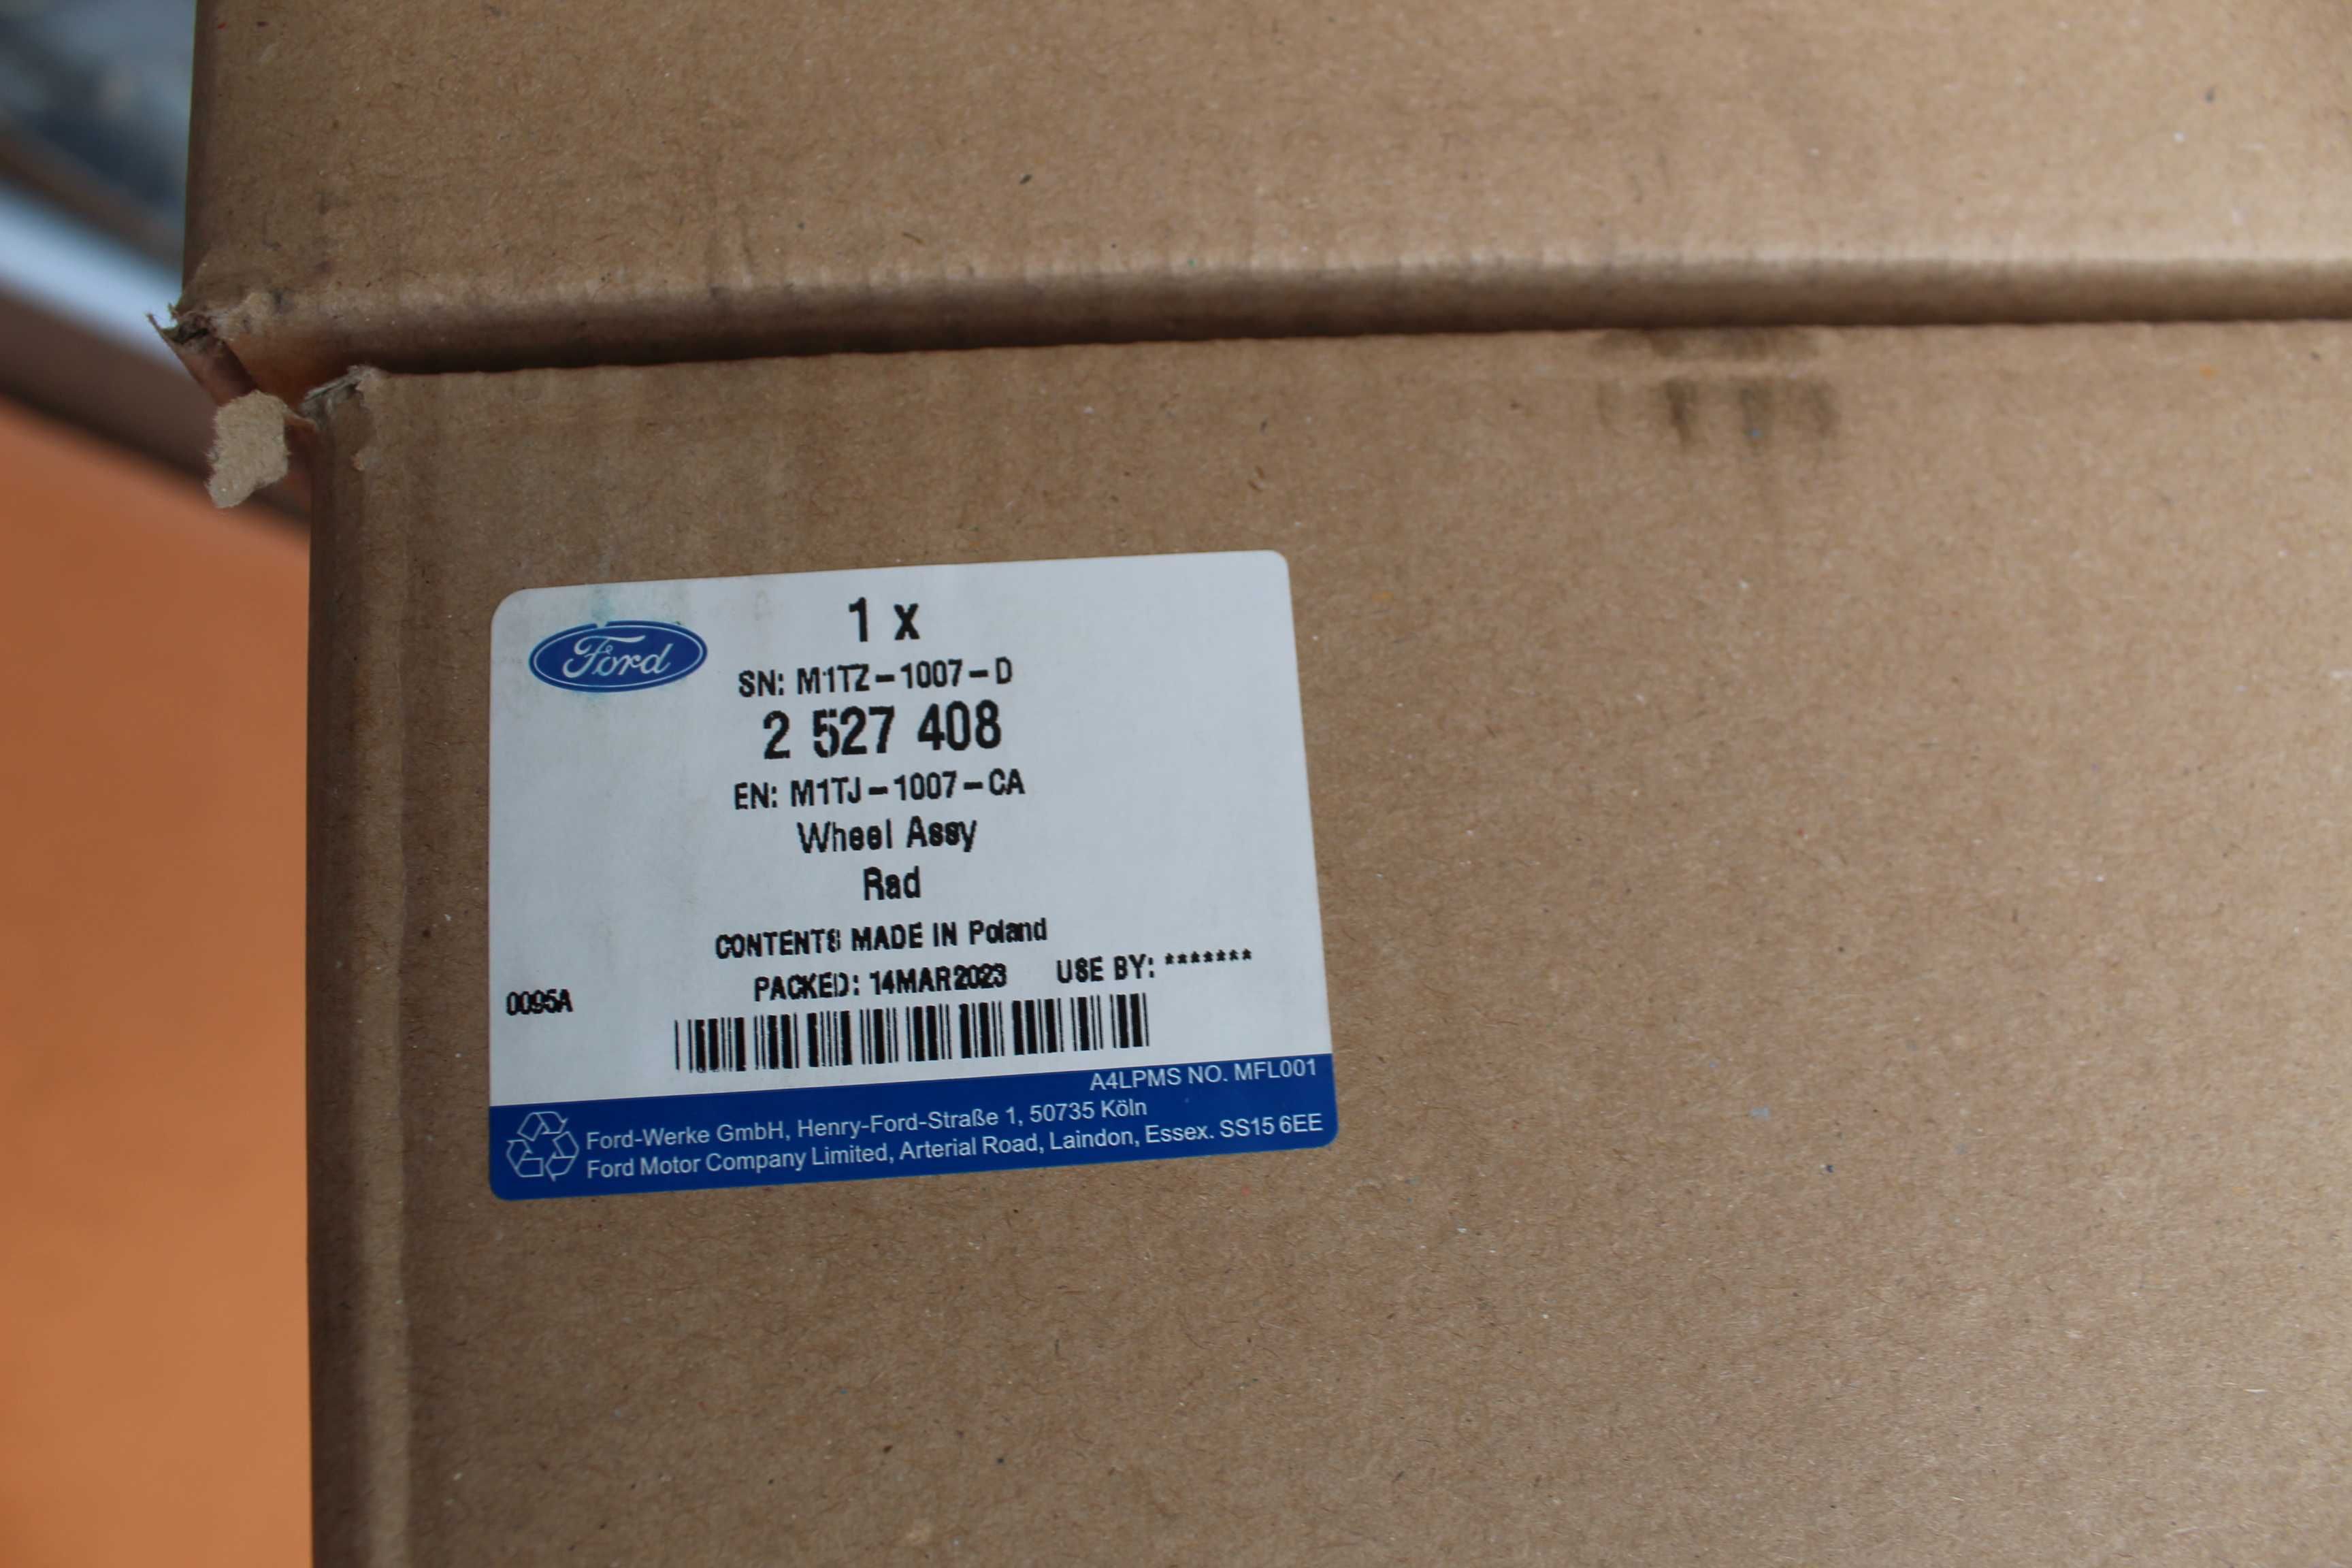 Ford
1 x
SN: M1TZ-1007-D
2 527 408
EN: M1TJ-1007-CA
Wheel Assy
Rad
CONTENTS MADE IN Poland
PACKED: 14MAR2023 USE BY: *******
0095A
A4LPMS NO. MFL001
Ford-Werke GmbH, Henry-Ford-Straße 1, 50735 Köln
Ford Motor Company Limited, Arterial Road, Laindon, Essex. SS15 6EE